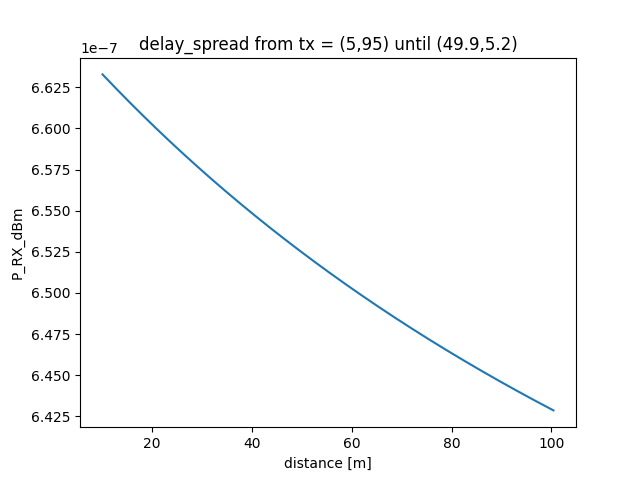 delay_spread from tx = (5,95) until (49.9,5.2)
1e−7
6.625
6.600
6.575
6.550
6.525
6.500
6.475
6.450
6.425
P_RX_dBm
20 40 60 80 100
distance [m]